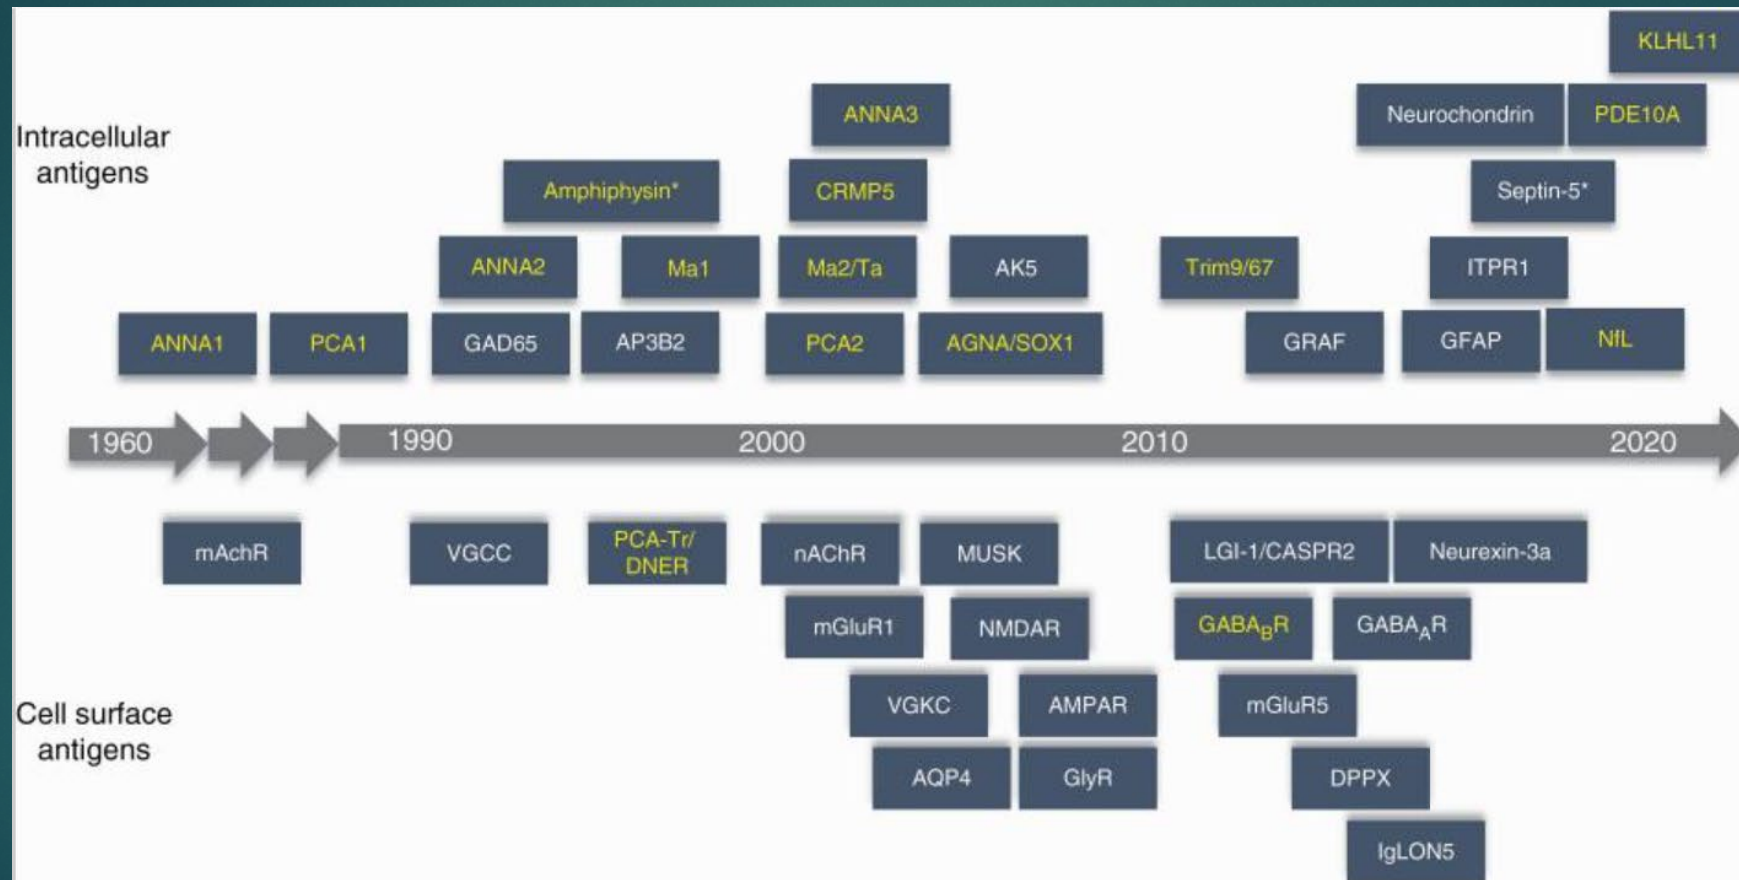 KLHL11
Intracellular
antigens
ANNA3
Neurochondrin
PDE10A
Amphiphysin*
CRMP5
Septin-5*
ANNA2
Ma1
Ma2/Ta
AK5
Trim9/67
ITPR1
ANNA1
PCA1
GAD65
AP3B2
PCA2
AGNA/SOX1
GRAF
GFAP
NfL
1960
1990
2000
2010
2020
mAchR
VGCC
PCA-Tr/
DNER
nAChR
MUSK
LGI-1/CASPR2
Neurexin-3a
mGluR1
NMDAR
GABA_BR
GABA_AR
Cell surface
antigens
VGKC
AMPAR
mGluR5
AQP4
GlyR
DPPX
IgLON5